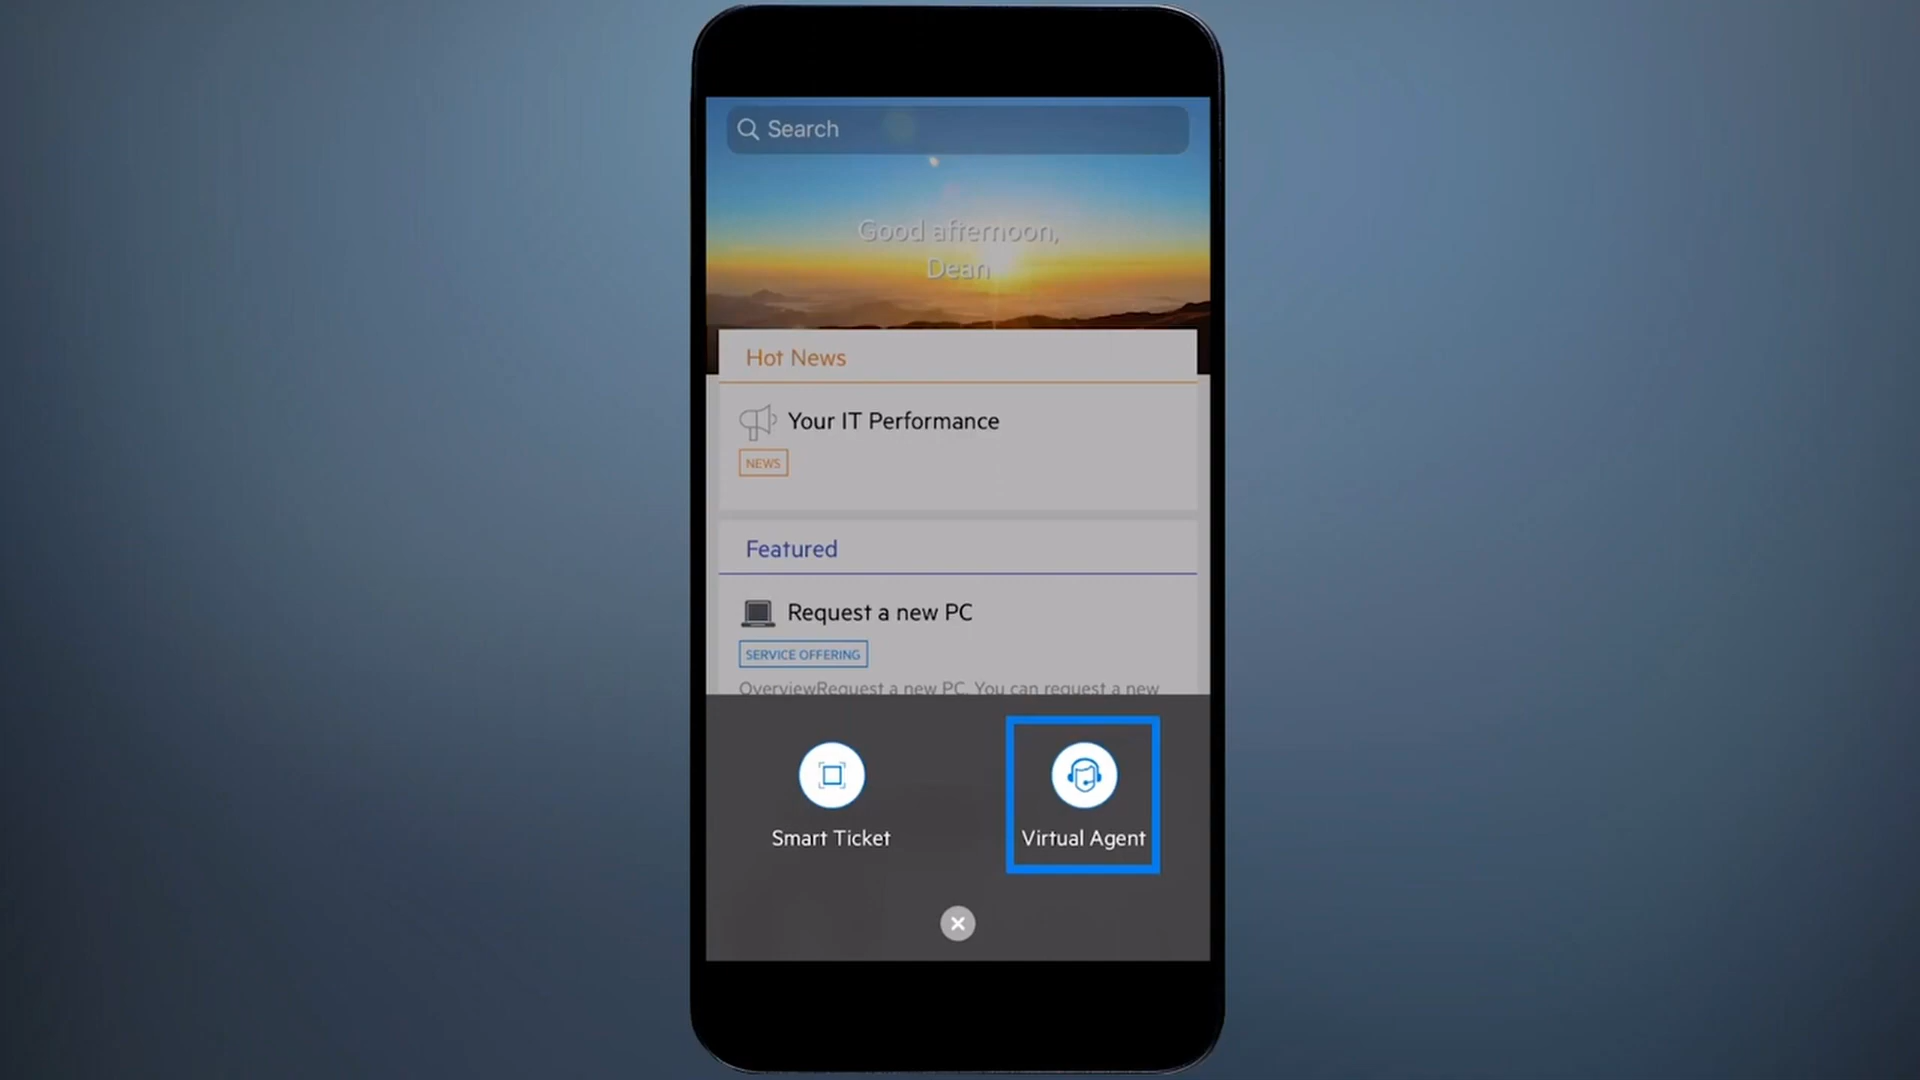 Search
Good afternoon,
Dean
Hot News
Your IT Performance
NEWS
Featured
Request a new PC
SERVICE OFFERING
OverviewRequest a new PC. You can request a new
Smart Ticket
Virtual Agent